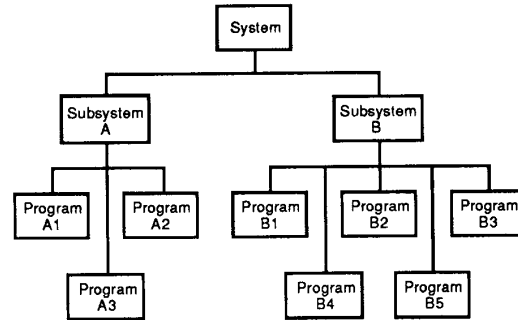 System
Subsystem
A
Subsystem
B
Program
A1
Program
A2
Program
B1
Program
B2
Program
B3
Program
A3
Program
B4
Program
B5